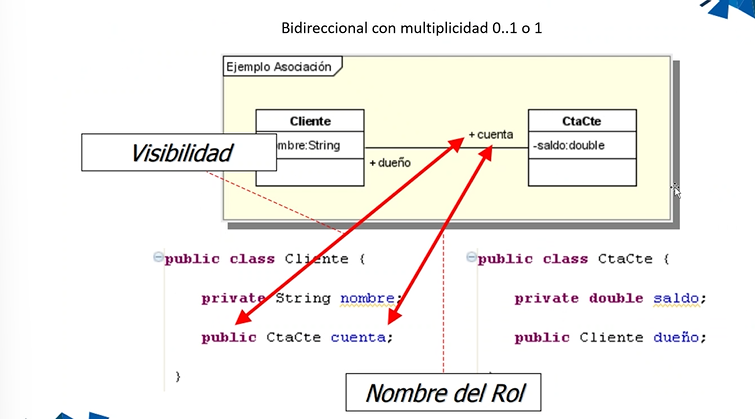 Bidireccional con multiplicidad 0..1 o 1
Ejemplo Asociación
Cliente
ombre:String
CtaCte
-saldo:double
+ cuenta
+ dueño
Visibilidad
public class Cliente {
private String nombre;
public CtaCte cuenta;
}
public class CtaCte {
private double saldo;
public Cliente dueño;
Nombre del Rol